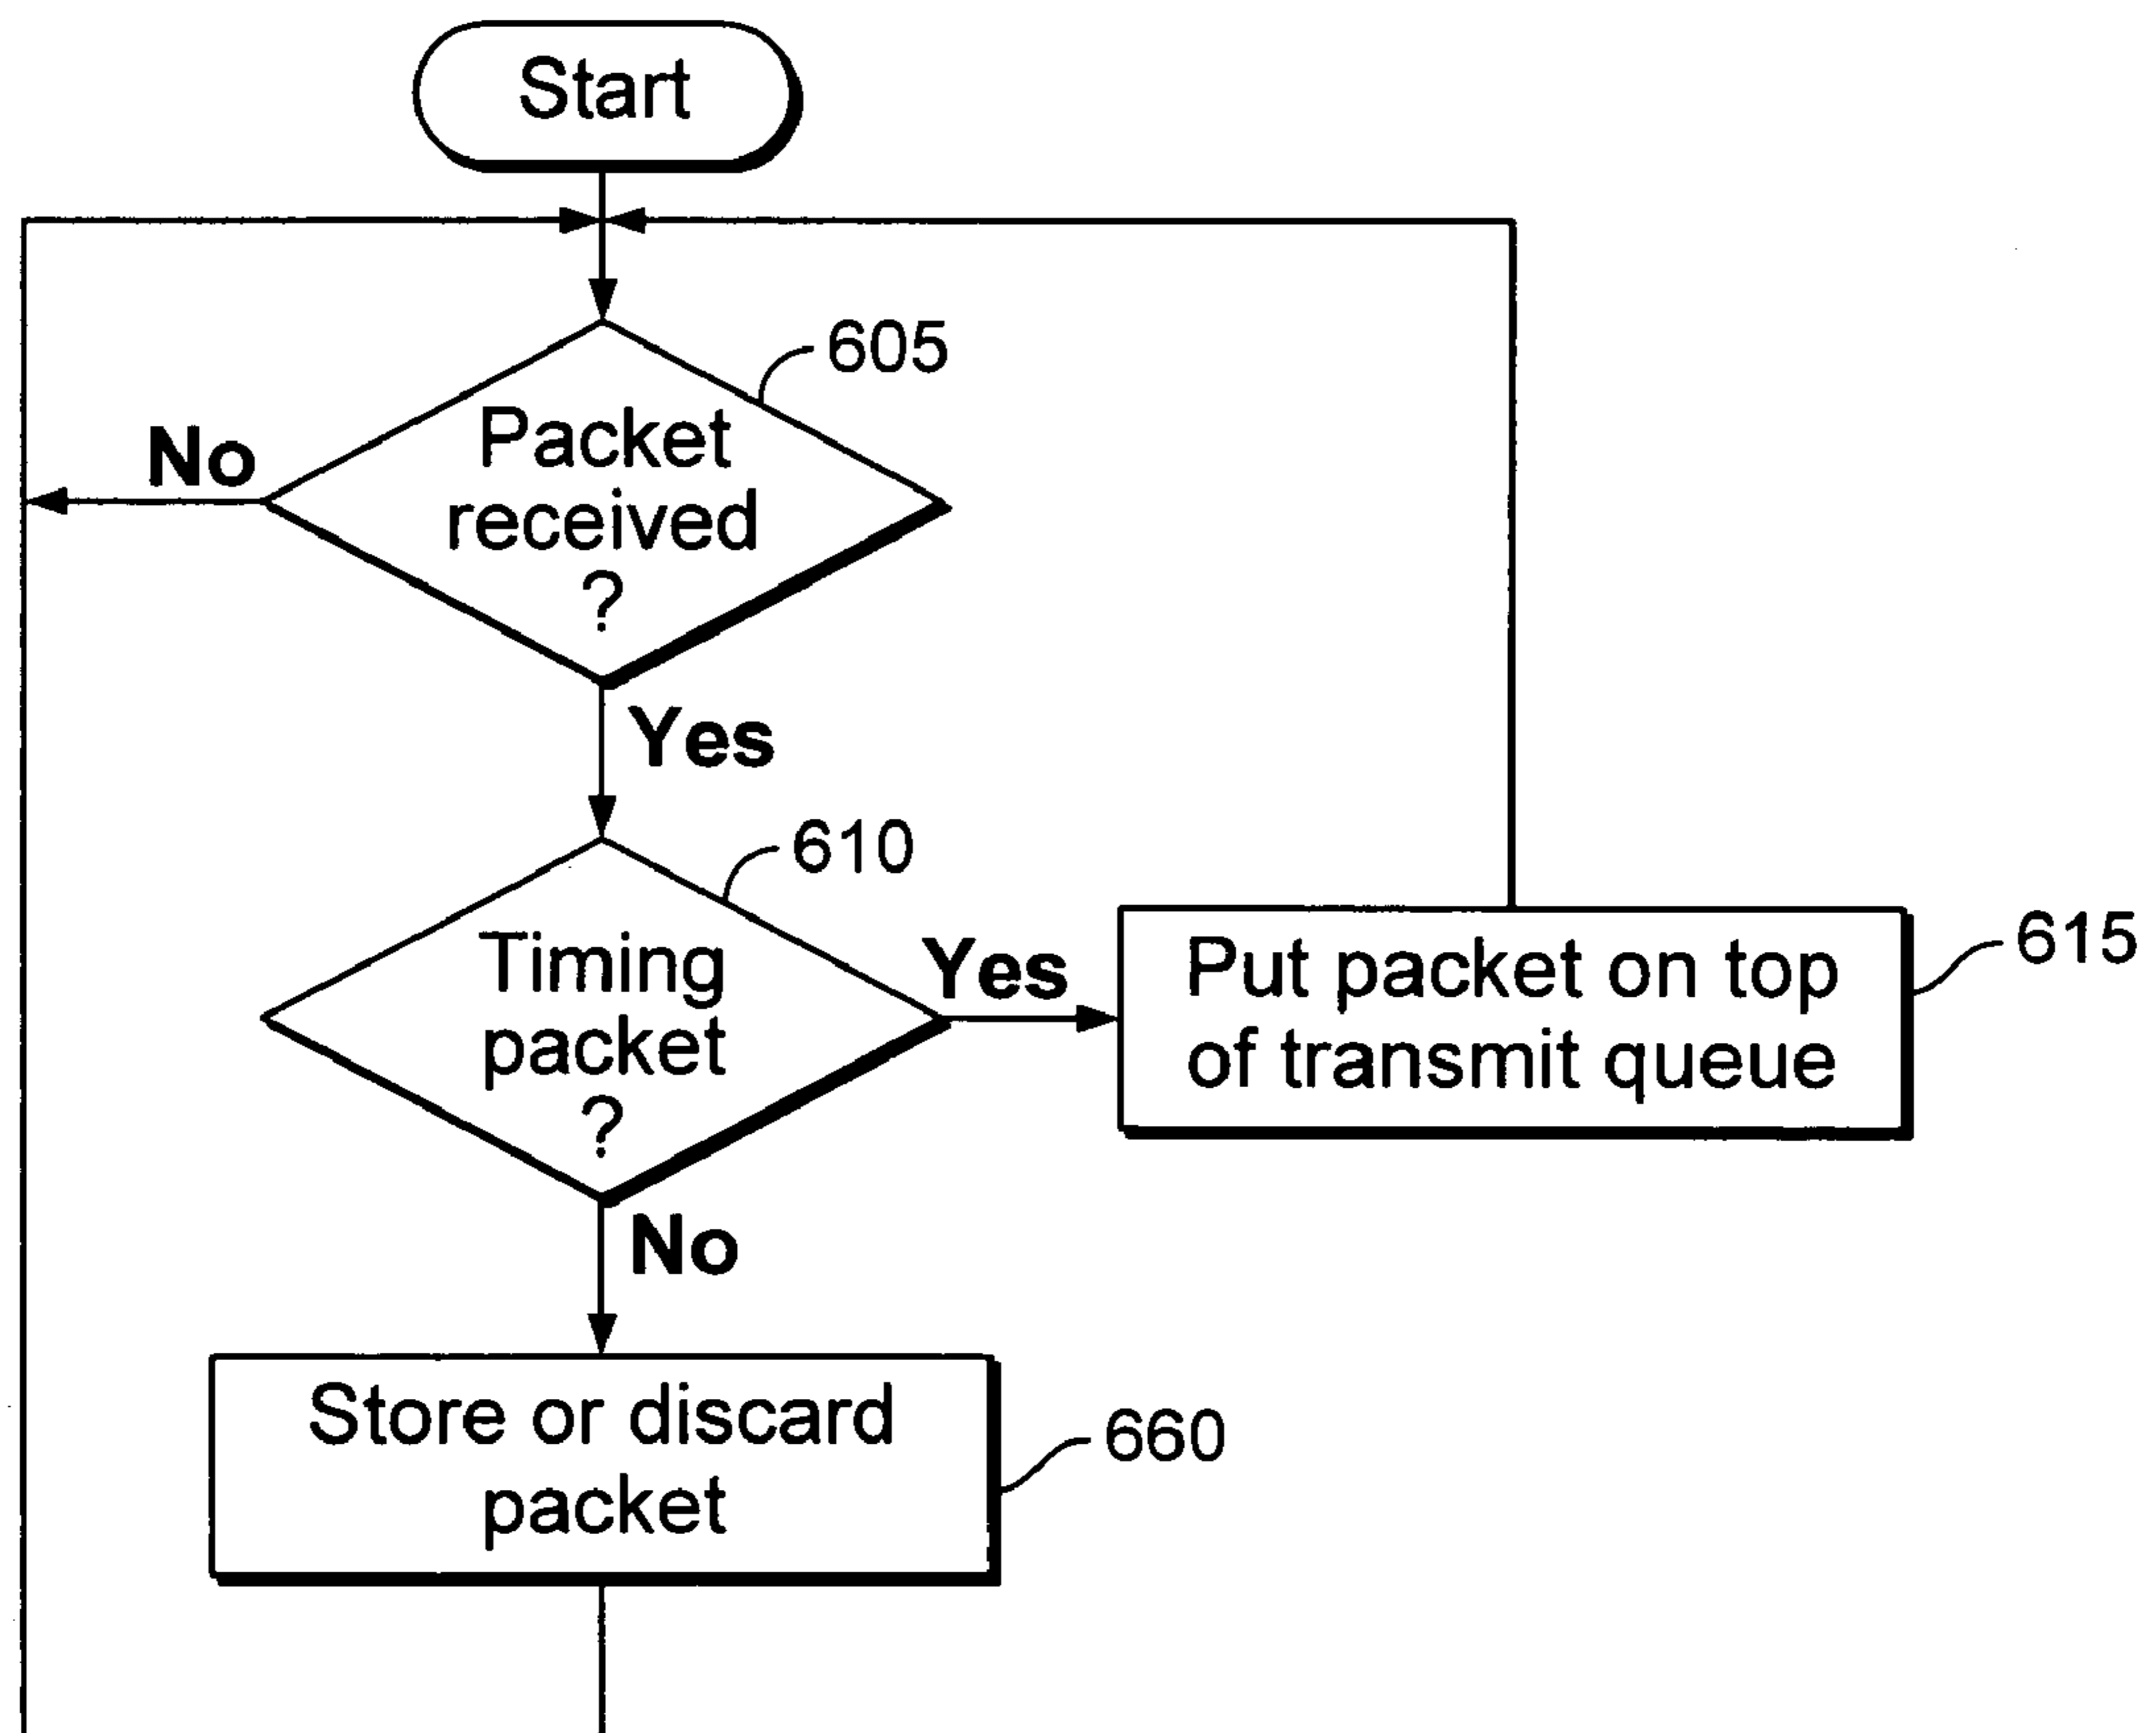 Start
605
Packet
received
?
No
Yes
610
Timing
packet
?
Yes
Put packet on top
of transmit queue
615
No
Store or discard
packet
660